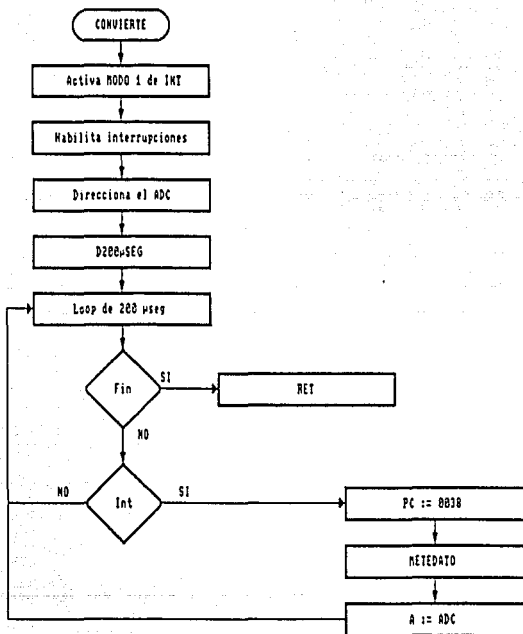 CONVIERTE
Activa MODO 1 de INT
Habilita interrupciones
Direcciona el ADC
D200µSEG
Loop de 200 µseg
Fin
SI
RET
NO
NO
Int
SI
PC := 0038
METEDATO
A := ADC